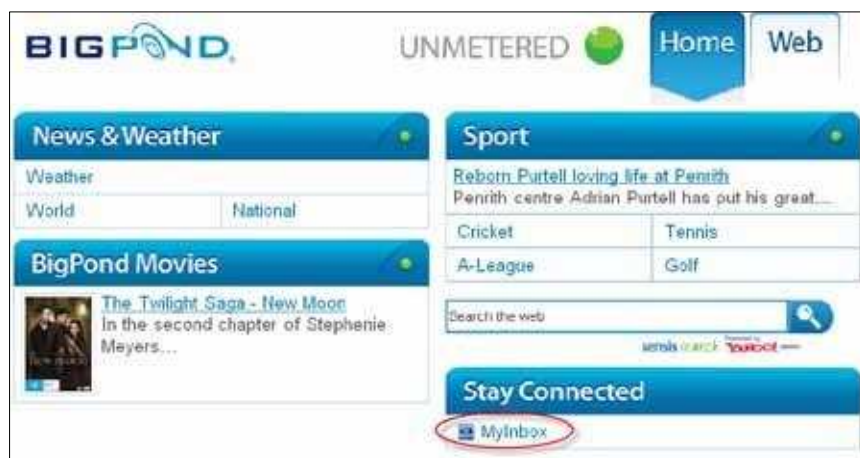 BIGPOND
UNMETERED
Home
Web
News & Weather
Weather
World
National
BigPond Movies
The Twilight Saga - New Moon
In the second chapter of Stephenie
Meyers...
Sport
Reborn Purtell loving life at Penrith
Penrith centre Adrian Purtell has put his great...
Cricket
Tennis
A-League
Golf
Search the web
sensis search
YAHOO!
Stay Connected
MyInbox